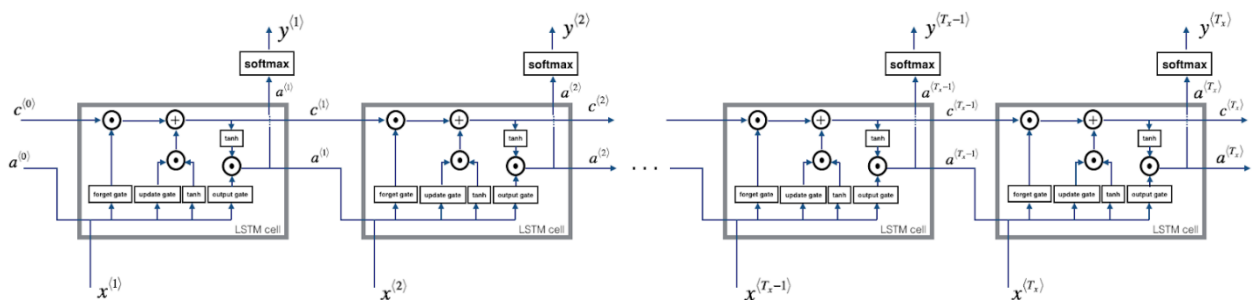 y⟨1⟩ y⟨2⟩ y⟨Tx−1⟩ y⟨Tx⟩
softmax softmax softmax softmax
a⟨1⟩ a⟨2⟩ a⟨Tx−1⟩ a⟨Tx⟩
c⟨0⟩ c⟨1⟩ c⟨2⟩ c⟨Tx−1⟩ c⟨Tx⟩
+ + + +
tanh tanh tanh tanh
a⟨0⟩ a⟨1⟩ a⟨2⟩ . . . a⟨Tx−1⟩ a⟨Tx⟩
forget gate update gate tanh output gate forget gate update gate tanh output gate forget gate update gate tanh output gate forget gate update gate tanh output gate
LSTM cell LSTM cell LSTM cell LSTM cell
x⟨1⟩ x⟨2⟩ x⟨Tx−1⟩ x⟨Tx⟩